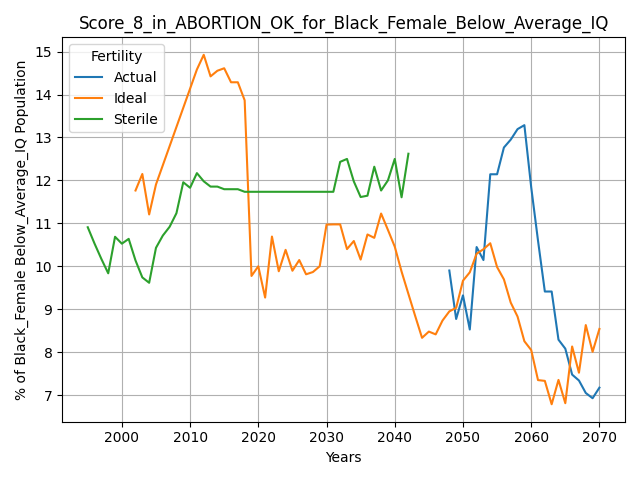 Score_8_in_ABORTION_OK_for_Black_Female_Below_Average_IQ
% of Black_Female Below_Average_IQ Population
15
14
13
12
11
10
9
8
7
Fertility
Actual
Ideal
Sterile
2000 2010 2020 2030 2040 2050 2060 2070
Years